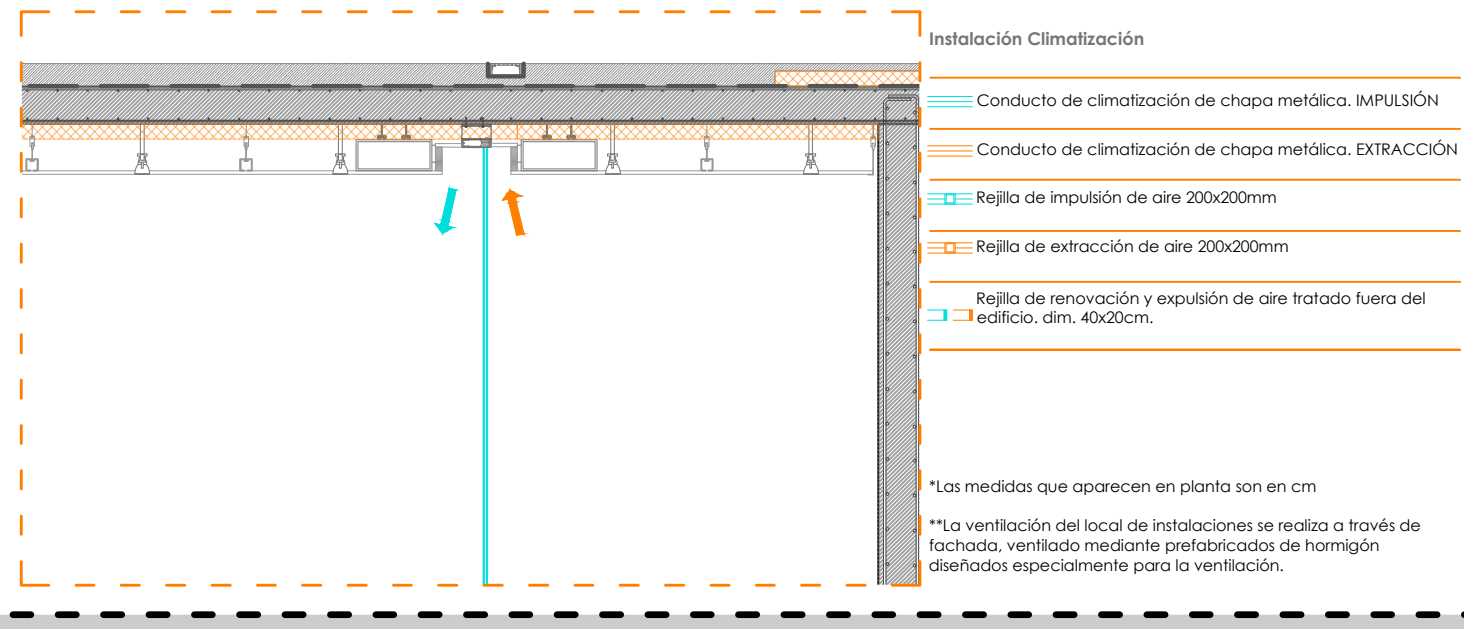 Instalación Climatización
Conducto de climatización de chapa metálica. IMPULSIÓN
Conducto de climatización de chapa metálica. EXTRACCIÓN
Rejilla de impulsión de aire 200x200mm
Rejilla de extracción de aire 200x200mm
Rejilla de renovación y expulsión de aire tratado fuera del
edificio. dim. 40x20cm.
*Las medidas que aparecen en planta son en cm
**La ventilación del local de instalaciones se realiza a través de
fachada, ventilado mediante prefabricados de hormigón
diseñados especialmente para la ventilación.